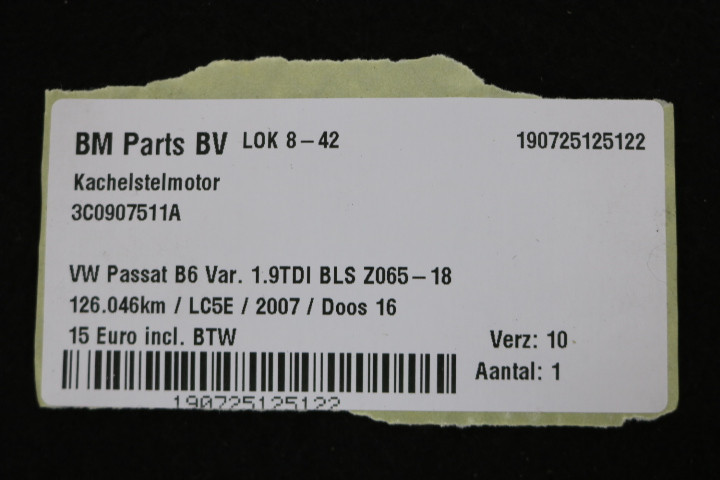 BM Parts BV LOK 8-42 190725125122
Kachelstelmotor
3C0907511A
VW Passat B6 Var. 1.9TDI BLS Z065-18
126.046km / LC5E / 2007 / Doos 16
15 Euro incl. BTW
Verz: 10
Aantal: 1
190725125122